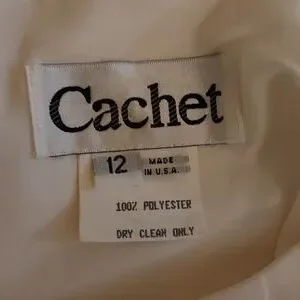 Cachet
12 MADE
IN U.S.A.
100% POLYESTER
DRY CLEAN ONLY